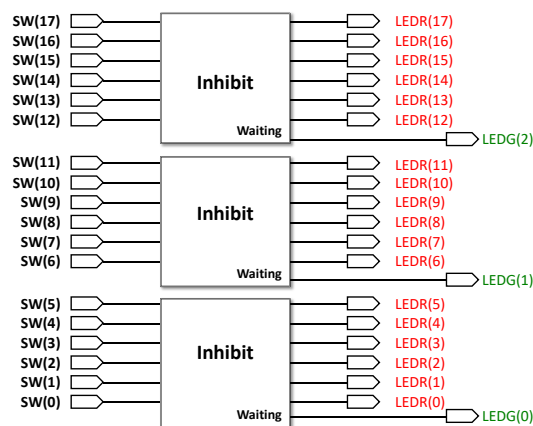 SW(17) LEDR(17)
SW(16) LEDR(16)
SW(15) LEDR(15)
SW(14) Inhibit LEDR(14)
SW(13) LEDR(13)
SW(12) LEDR(12)
Waiting LEDG(2)
SW(11) LEDR(11)
SW(10) LEDR(10)
SW(9) LEDR(9)
SW(8) Inhibit LEDR(8)
SW(7) LEDR(7)
SW(6) LEDR(6)
Waiting LEDG(1)
SW(5) LEDR(5)
SW(4) LEDR(4)
SW(3) Inhibit LEDR(3)
SW(2) LEDR(2)
SW(1) LEDR(1)
SW(0) LEDR(0)
Waiting LEDG(0)